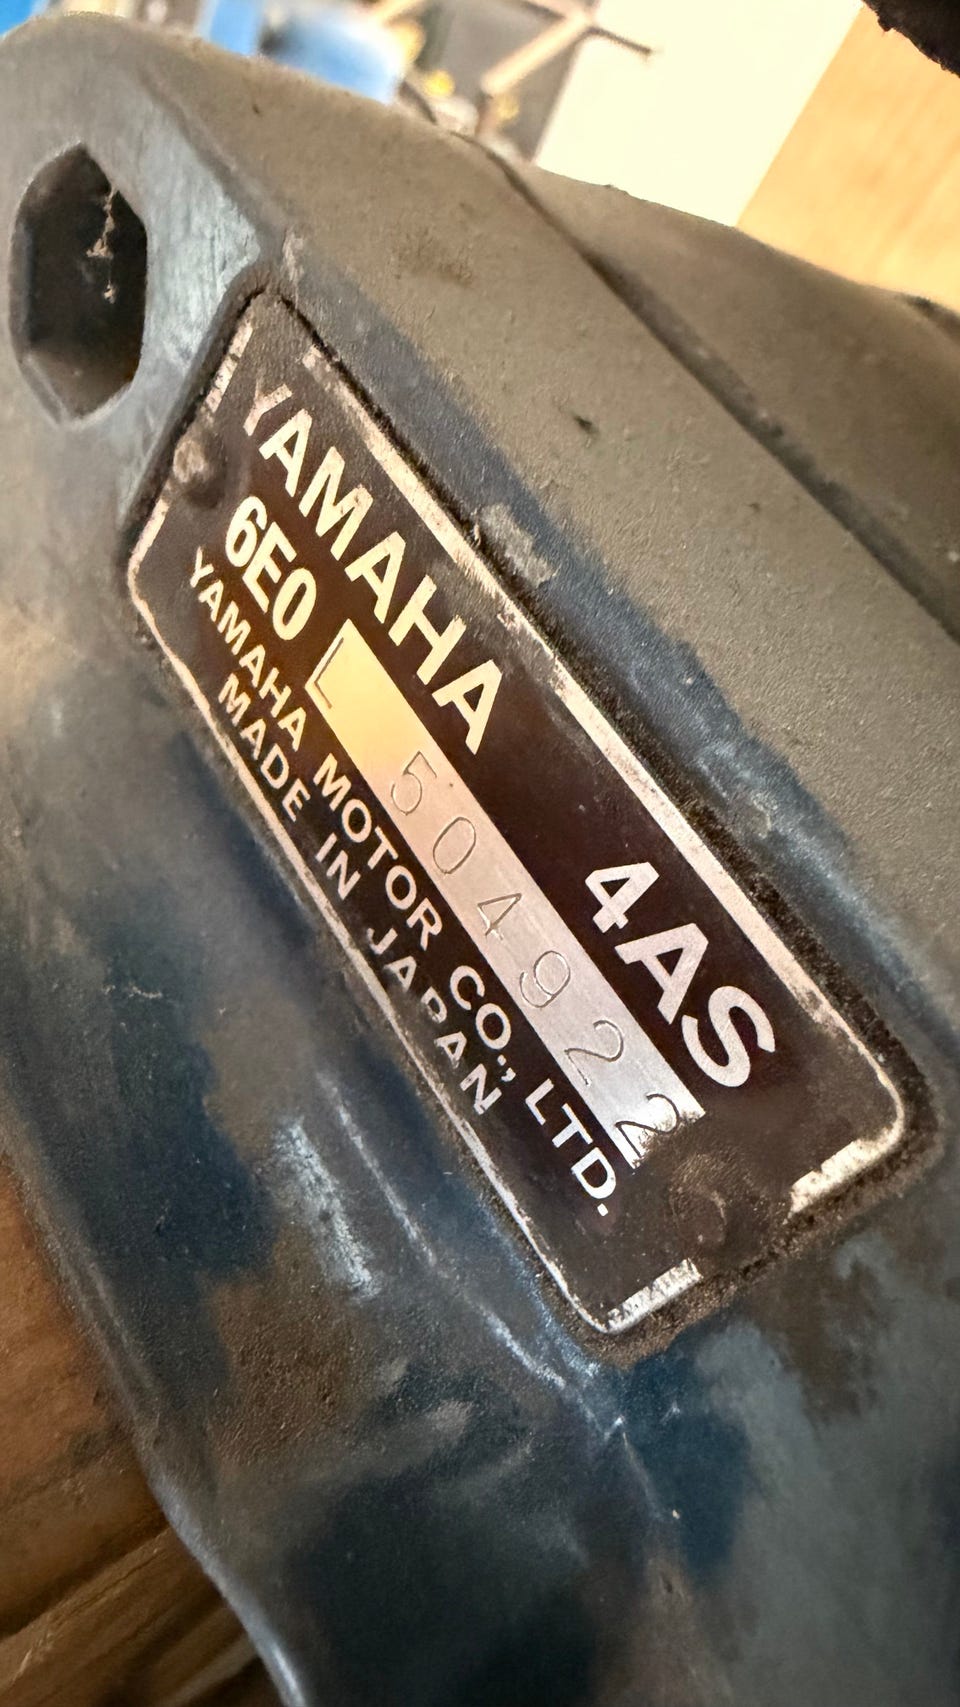 YAMAHA 4AS
6E0 L 504922
YAMAHA MOTOR CO., LTD.
MADE IN JAPAN